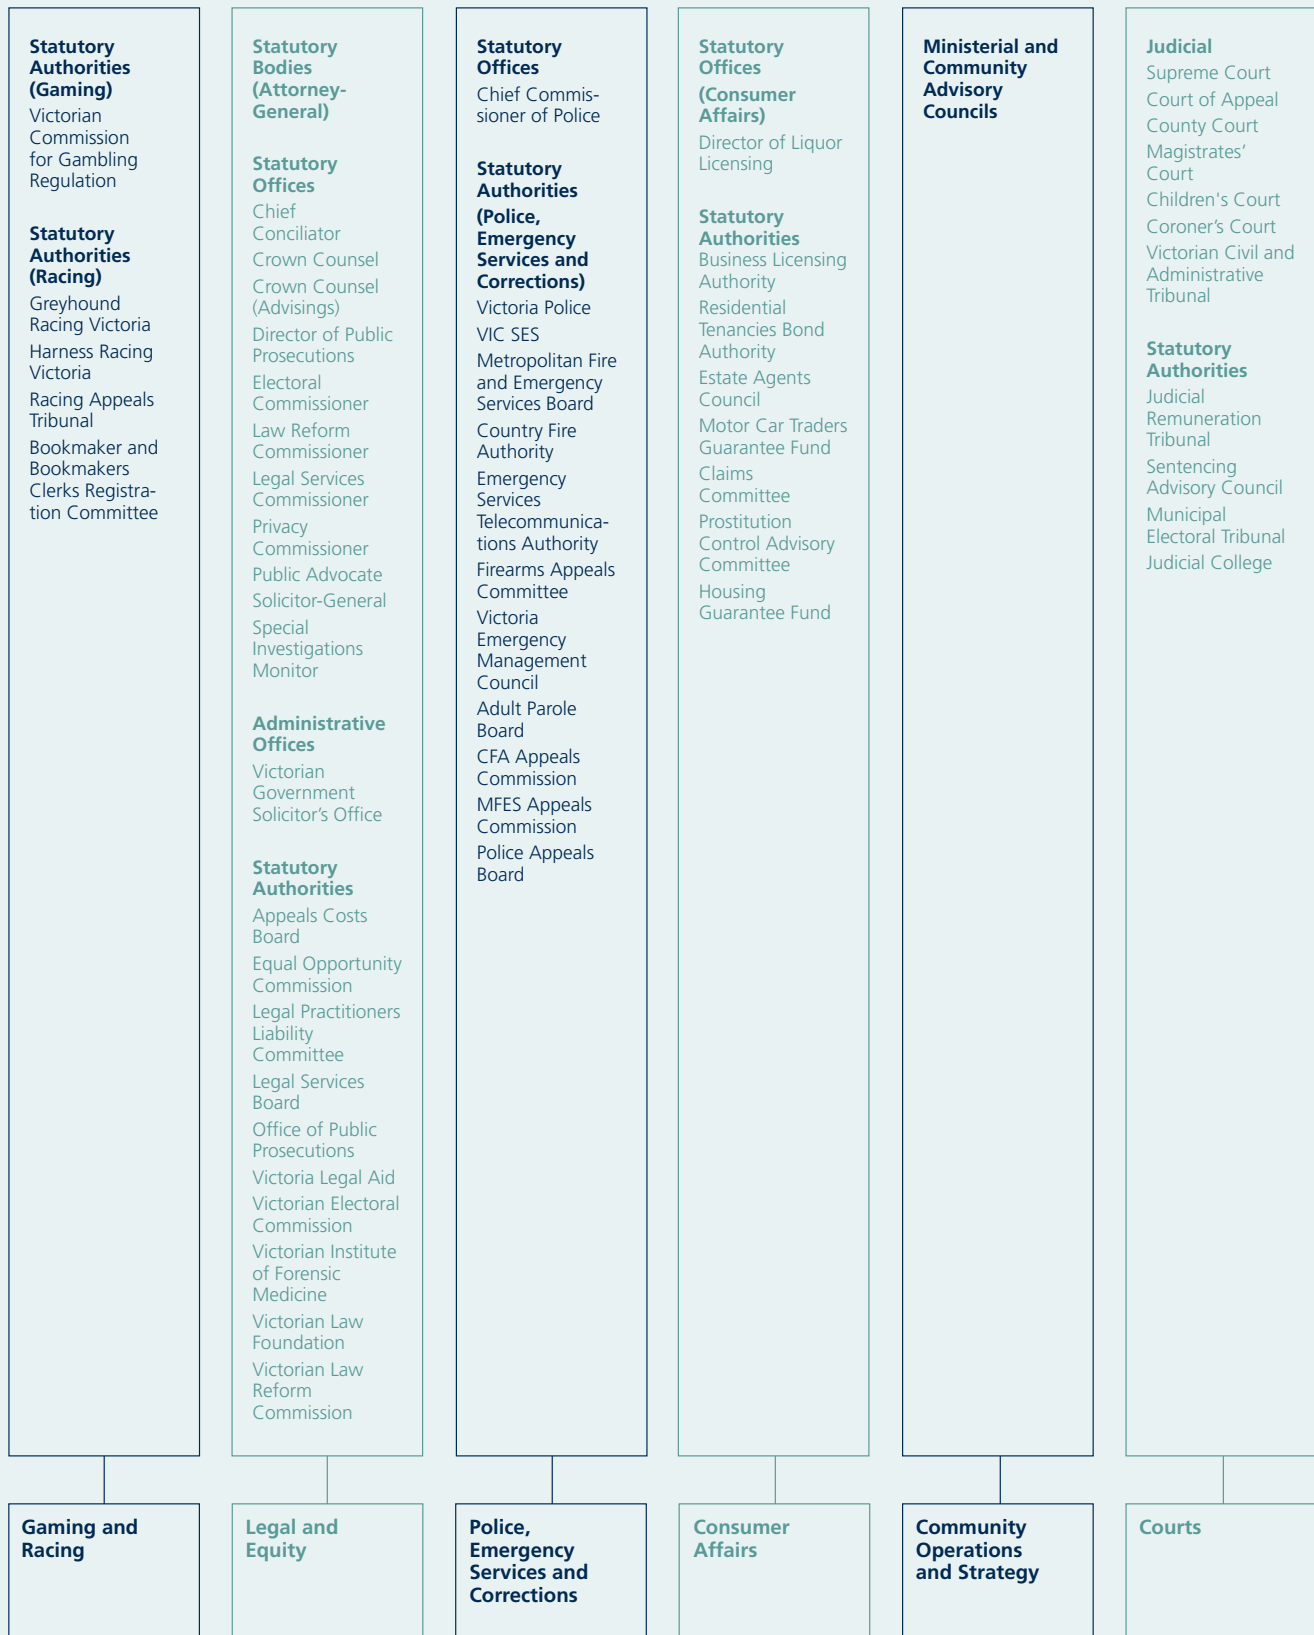 Statutory
Authorities
(Gaming)
Victorian
Commission
for Gambling
Regulation
Statutory
Authorities
(Racing)
Greyhound
Racing Victoria
Harness Racing
Victoria
Racing Appeals
Tribunal
Bookmaker and
Bookmakers
Clerks Registra-
tion Committee
Statutory
Bodies
(Attorney-
General)
Statutory
Offices
Chief
Conciliator
Crown Counsel
Crown Counsel
(Advisings)
Director of Public
Prosecutions
Electoral
Commissioner
Law Reform
Commissioner
Legal Services
Commissioner
Privacy
Commissioner
Public Advocate
Solicitor-General
Special
Investigations
Monitor
Administrative
Offices
Victorian
Government
Solicitor’s Office
Statutory
Authorities
Appeals Costs
Board
Equal Opportunity
Commission
Legal Practitioners
Liability
Committee
Legal Services
Board
Office of Public
Prosecutions
Victoria Legal Aid
Victorian Electoral
Commission
Victorian Institute
of Forensic
Medicine
Victorian Law
Foundation
Victorian Law
Reform
Commission
Statutory
Offices
Chief Commis-
sioner of Police
Statutory
Authorities
(Police,
Emergency
Services and
Corrections)
Victoria Police
VIC SES
Metropolitan Fire
and Emergency
Services Board
Country Fire
Authority
Emergency
Services
Telecommunica-
tions Authority
Firearms Appeals
Committee
Victoria
Emergency
Management
Council
Adult Parole
Board
CFA Appeals
Commission
MFES Appeals
Commission
Police Appeals
Board
Statutory
Offices
(Consumer
Affairs)
Director of Liquor
Licensing
Statutory
Authorities
Business Licensing
Authority
Residential
Tenancies Bond
Authority
Estate Agents
Council
Motor Car Traders
Guarantee Fund
Claims
Committee
Prostitution
Control Advisory
Committee
Housing
Guarantee Fund
Ministerial and
Community
Advisory
Councils
Judicial
Supreme Court
Court of Appeal
County Court
Magistrates’
Court
Children's Court
Coroner’s Court
Victorian Civil and
Administrative
Tribunal
Statutory
Authorities
Judicial
Remuneration
Tribunal
Sentencing
Advisory Council
Municipal
Electoral Tribunal
Judicial College
Gaming and
Racing
Legal and
Equity
Police,
Emergency
Services and
Corrections
Consumer
Affairs
Community
Operations
and Strategy
Courts